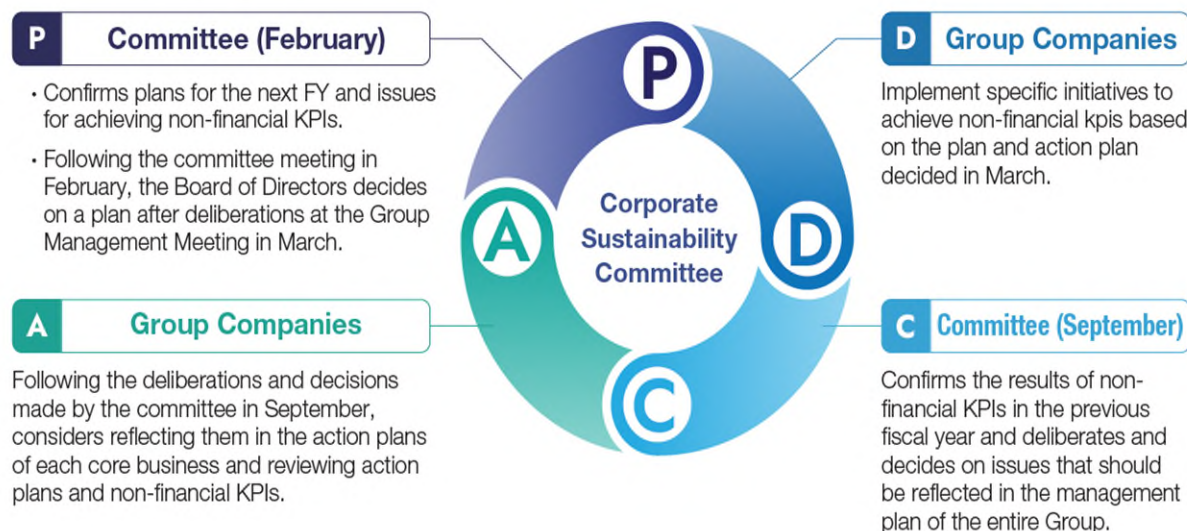 P Committee (February)
・Confirms plans for the next FY and issues
for achieving non-financial KPIs.
・Following the committee meeting in
February, the Board of Directors decides
on a plan after deliberations at the Group
Management Meeting in March.
D Group Companies
Implement specific initiatives to
achieve non-financial kpis based
on the plan and action plan
decided in March.
P
D
C
A
Corporate
Sustainability
Committee
A Group Companies
Following the deliberations and decisions
made by the committee in September,
considers reflecting them in the action plans
of each core business and reviewing action
plans and non-financial KPIs.
C Committee (September)
Confirms the results of non-
financial KPIs in the previous
fiscal year and deliberates and
decides on issues that should
be reflected in the management
plan of the entire Group.